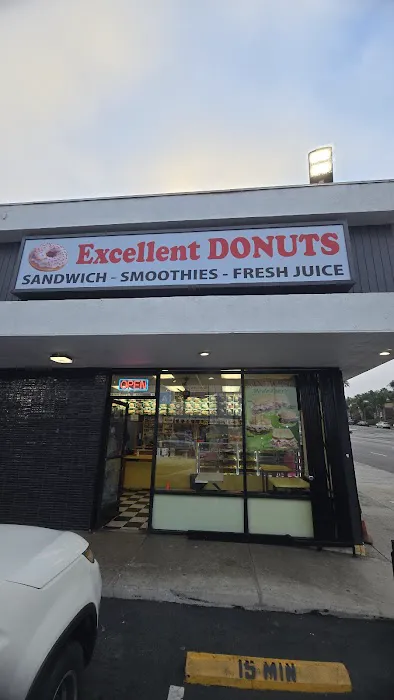 Excellent DONUTS
SANDWICH - SMOOTHIES - FRESH JUICE
OPEN
15 MIN